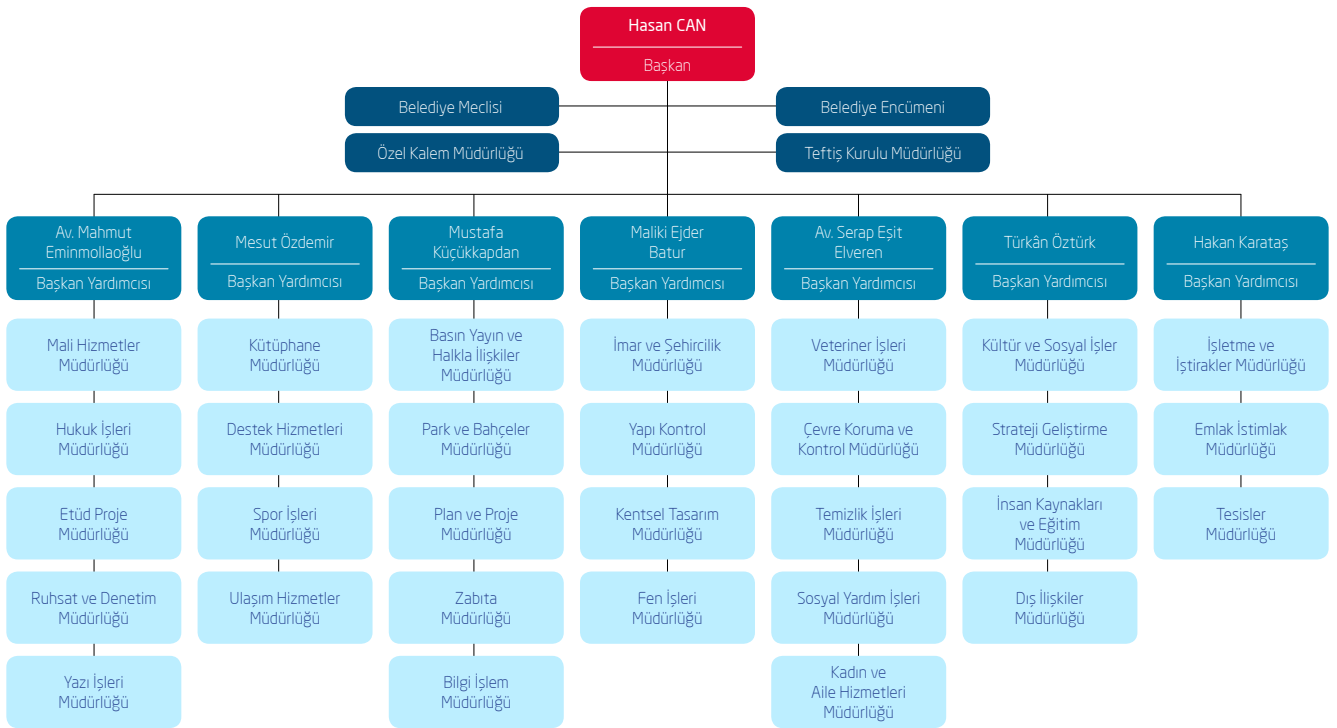 Hasan CAN
Başkan
Belediye Meclisi
Belediye Encümeni
Özel Kalem Müdürlüğü
Teftiş Kurulu Müdürlüğü
Av. Mahmut
Eminmollaoğlu
Başkan Yardımcısı
Mali Hizmetler
Müdürlüğü
Hukuk İşleri
Müdürlüğü
Etüd Proje
Müdürlüğü
Ruhsat ve Denetim
Müdürlüğü
Yazı İşleri
Müdürlüğü
Mesut Özdemir
Başkan Yardımcısı
Kütüphane
Müdürlüğü
Destek Hizmetleri
Müdürlüğü
Spor İşleri
Müdürlüğü
Ulaşım Hizmetler
Müdürlüğü
Mustafa
Küçükkapdan
Başkan Yardımcısı
Basın Yayın ve
Halkla İlişkiler
Müdürlüğü
Park ve Bahçeler
Müdürlüğü
Plan ve Proje
Müdürlüğü
Zabıta
Müdürlüğü
Bilgi İşlem
Müdürlüğü
Maliki Ejder
Batur
Başkan Yardımcısı
İmar ve Şehircilik
Müdürlüğü
Yapı Kontrol
Müdürlüğü
Kentsel Tasarım
Müdürlüğü
Fen İşleri
Müdürlüğü
Av. Serap Eşit
Elveren
Başkan Yardımcısı
Veteriner İşleri
Müdürlüğü
Çevre Koruma ve
Kontrol Müdürlüğü
Temizlik İşleri
Müdürlüğü
Sosyal Yardım İşleri
Müdürlüğü
Kadın ve
Aile Hizmetleri
Müdürlüğü
Türkân Öztürk
Başkan Yardımcısı
Kültür ve Sosyal İşler
Müdürlüğü
Strateji Geliştirme
Müdürlüğü
İnsan Kaynakları
ve Eğitim
Müdürlüğü
Dış İlişkiler
Müdürlüğü
Hakan Karataş
Başkan Yardımcısı
İşletme ve
İştirakler Müdürlüğü
Emlak İstimlak
Müdürlüğü
Tesisler
Müdürlüğü